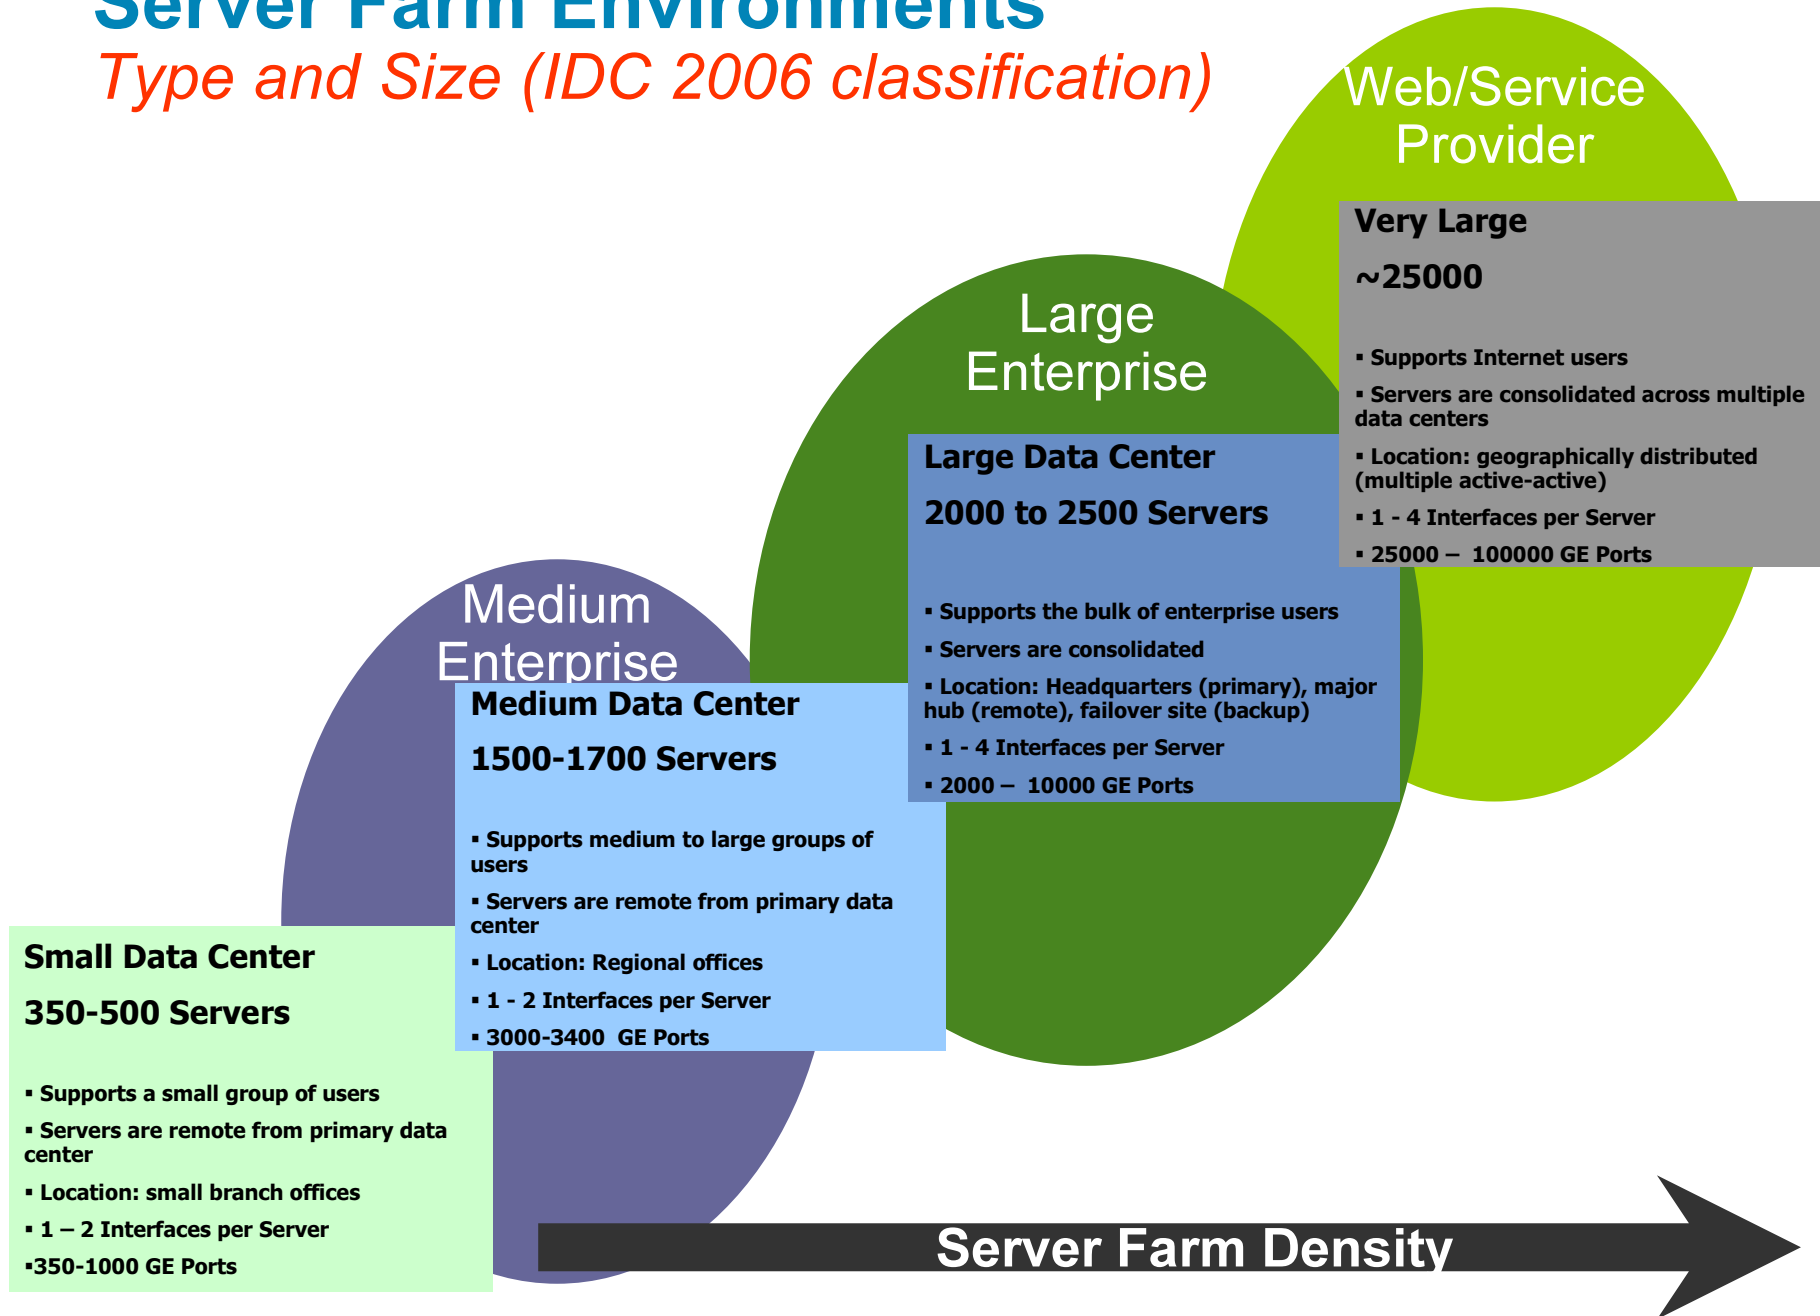 Server Farm Environments
Type and Size (IDC 2006 classification)
Web/Service
Provider
Very Large
~25000
▪ Supports Internet users
▪ Servers are consolidated across multiple
data centers
▪ Location: geographically distributed
(multiple active-active)
▪ 1 - 4 Interfaces per Server
▪ 25000 – 100000 GE Ports
Large
Enterprise
Large Data Center
2000 to 2500 Servers
▪ Supports the bulk of enterprise users
▪ Servers are consolidated
▪ Location: Headquarters (primary), major
hub (remote), failover site (backup)
▪ 1 - 4 Interfaces per Server
▪ 2000 – 10000 GE Ports
Medium
Enterprise
Medium Data Center
1500-1700 Servers
▪ Supports medium to large groups of
users
▪ Servers are remote from primary data
center
▪ Location: Regional offices
▪ 1 - 2 Interfaces per Server
▪ 3000-3400 GE Ports
Small Data Center
350-500 Servers
▪ Supports a small group of users
▪ Servers are remote from primary data
center
▪ Location: small branch offices
▪ 1 – 2 Interfaces per Server
▪350-1000 GE Ports
Server Farm Density